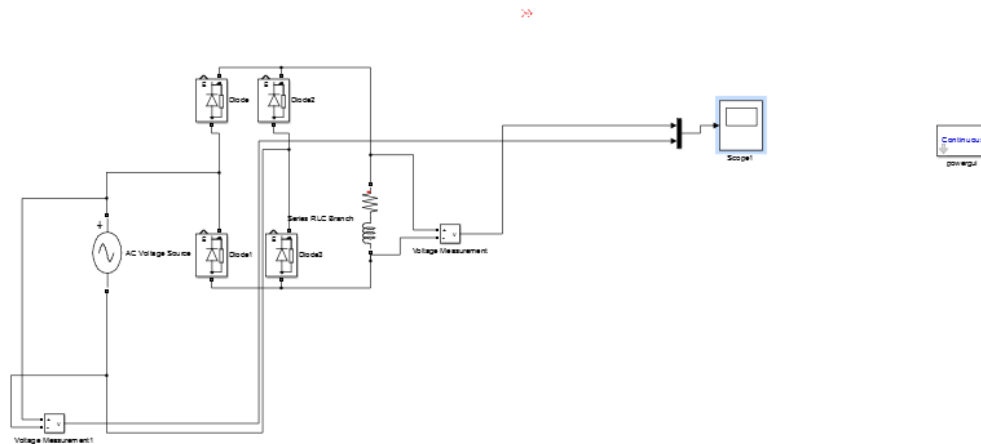 Diode
Diode2
Scope1
Continuous
powergui
Series RLC Branch
AC Voltage Source
Diode1
Diode3
+
-
v
Voltage Measurement
+
-
v
Voltage Measurement1